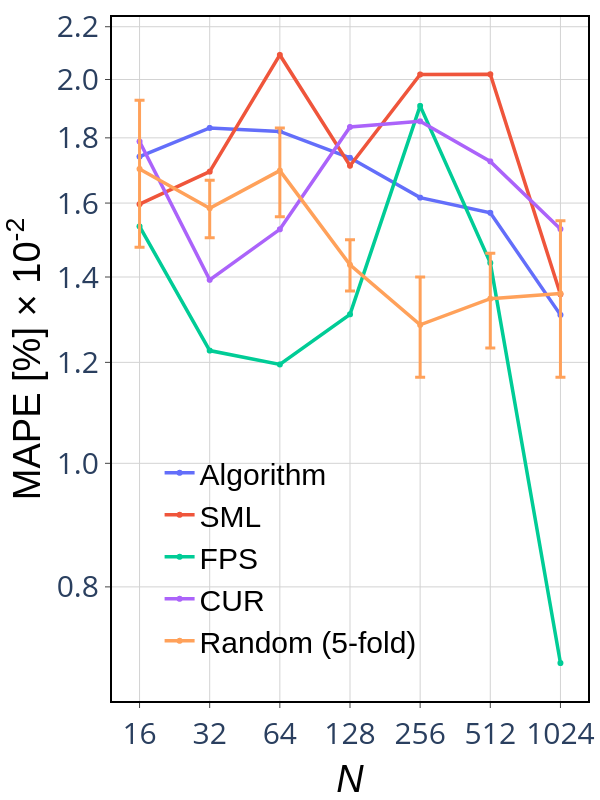 2.2
2.0
1.8
1.6
1.4
1.2
1.0
0.8
MAPE [%] × 10-2
Algorithm
SML
FPS
CUR
Random (5-fold)
16 32 64 128 256 512 1024
N